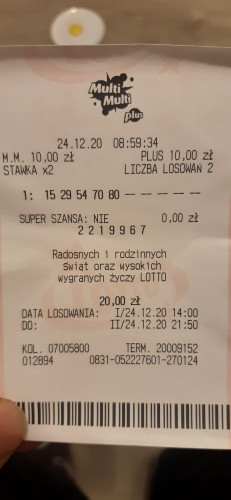 Multi
Multi
plus
24.12.20 08:59:34
M.M. 10,00 zł PLUS 10,00 zł
STAWKA x2 LICZBA LOSOWAŃ 2
1: 15 29 54 70 80 -- -- -- -- --
SUPER SZANSA: NIE 0,00 zł
2219967
Radosnych i rodzinnych
Świąt oraz wysokich
wygranych życzy LOTTO
20,00 zł
DATA LOSOWANIA: I/24.12.20 14:00
DO: II/24.12.20 21:50
KOL. 07005800 TERM. 20009152
012894 0831-052227601-270124